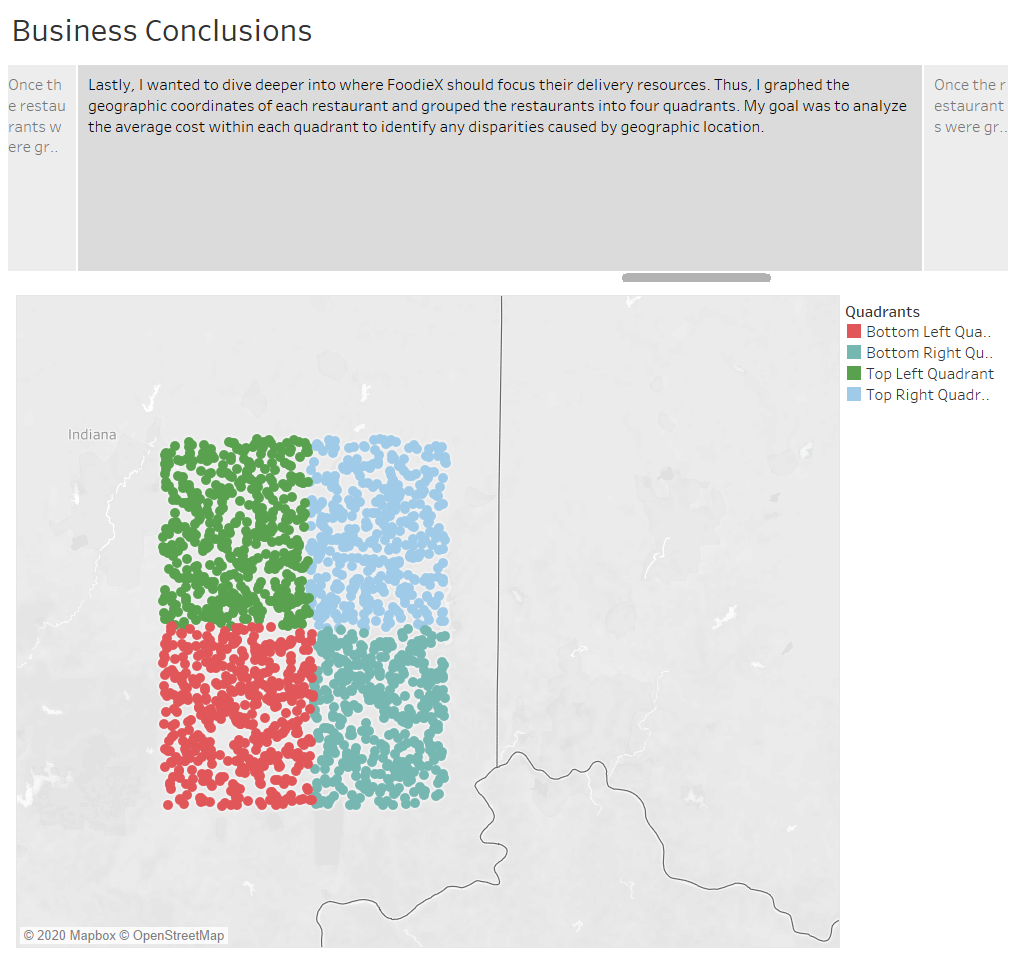 Business Conclusions
Once th
e restau
rants w
ere gr..
Lastly, I wanted to dive deeper into where FoodieX should focus their delivery resources. Thus, I graphed the
geographic coordinates of each restaurant and grouped the restaurants into four quadrants. My goal was to analyze
the average cost within each quadrant to identify any disparities caused by geographic location.
Once the r
estaurant
s were gr..
Quadrants
Bottom Left Qua..
Bottom Right Qu..
Top Left Quadrant
Top Right Quadr..
Indiana
© 2020 Mapbox © OpenStreetMap